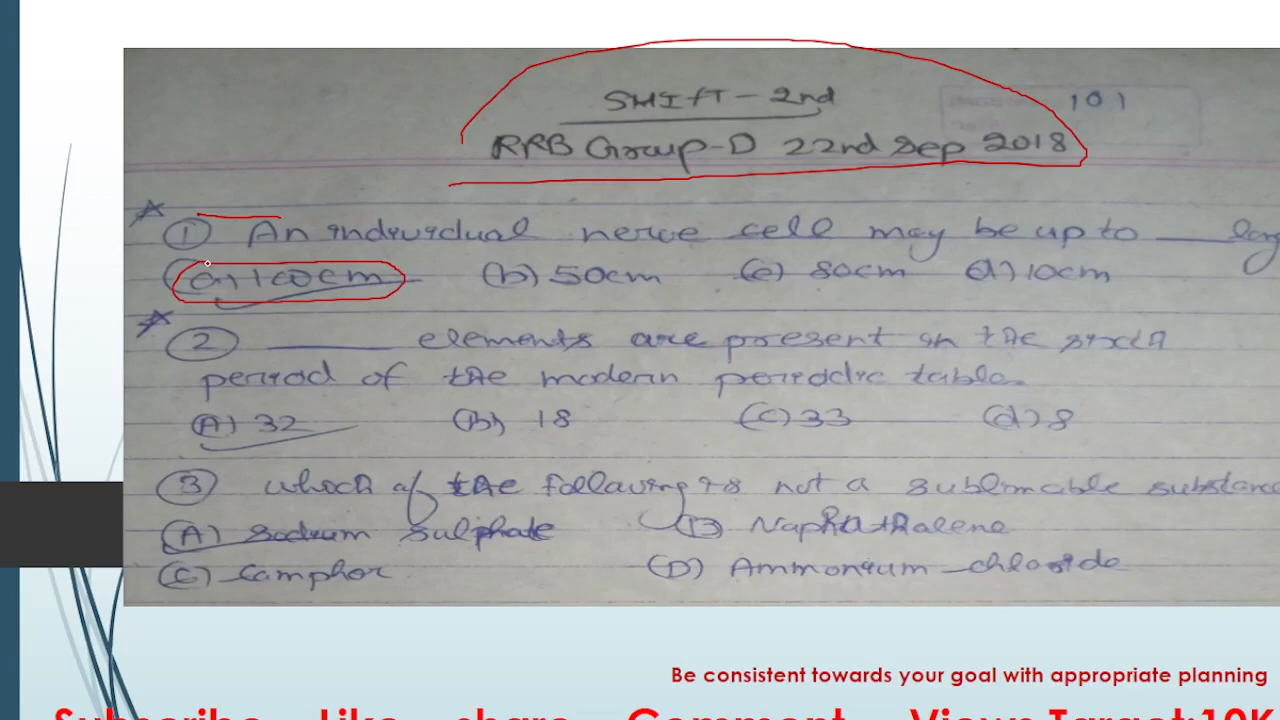 SHIFT - 2nd
101
RRB Group-D 22nd Sep 2018
① An individual nerve cell may be up to ___ long
(a) 100cm (b) 50cm (c) 80cm (d) 10cm
② ___ elements are present in the sixth
period of the modern periodic table.
(A) 32 (B) 18 (C) 33 (d) 8
③ which of the following is not a sublimable substance
(A) Sodium Sulphate (B) Naphathalene
(C) Camphor (D) Ammonium chloride
Be consistent towards your goal with appropriate planning
Subscribe Like share Comment Views Target:10K